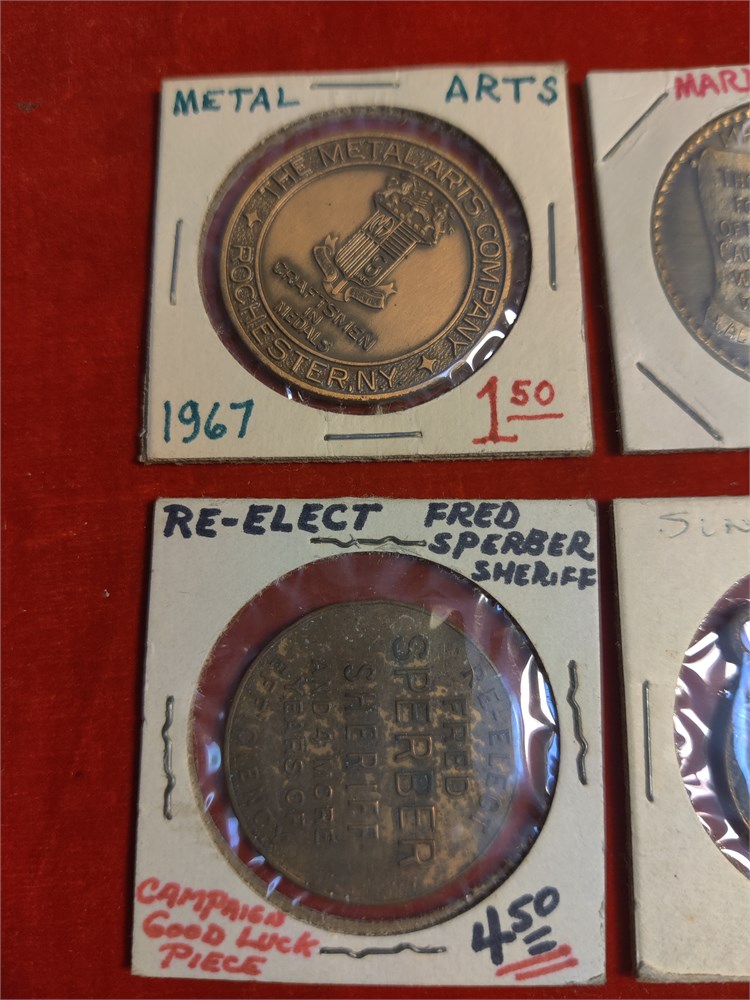 METAL ARTS
THE METAL ARTS COMPANY
CRAFTSMEN
IN
MEDALS
ROCHESTER, N.Y.
1967
1 50
RE-ELECT FRED
SPERBER
SHERIFF
RE-ELECT
FRED
SPERBER
SHERIFF
AND 4 MORE
YEARS OF
EFFICIENCY
CAMPAIGN
GOOD LUCK
PIECE
4 50